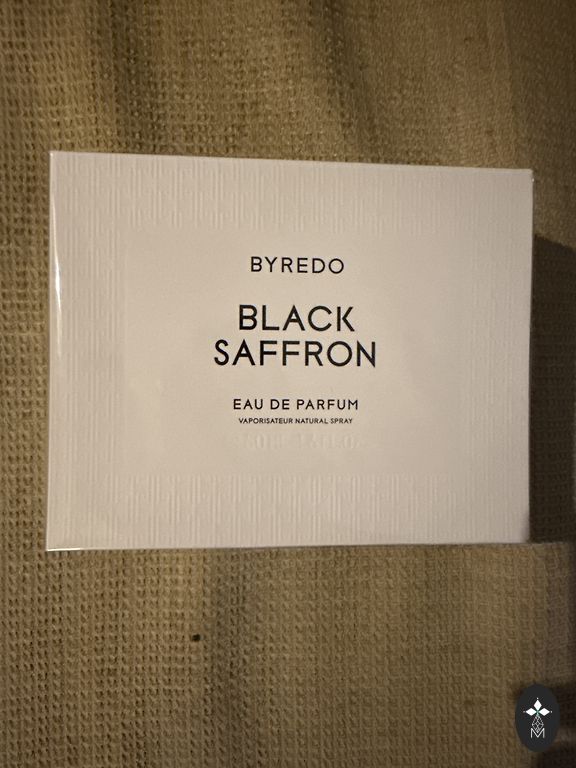 BYREDO
BLACK
SAFFRON
EAU DE PARFUM
VAPORISATEUR NATURAL SPRAY
M